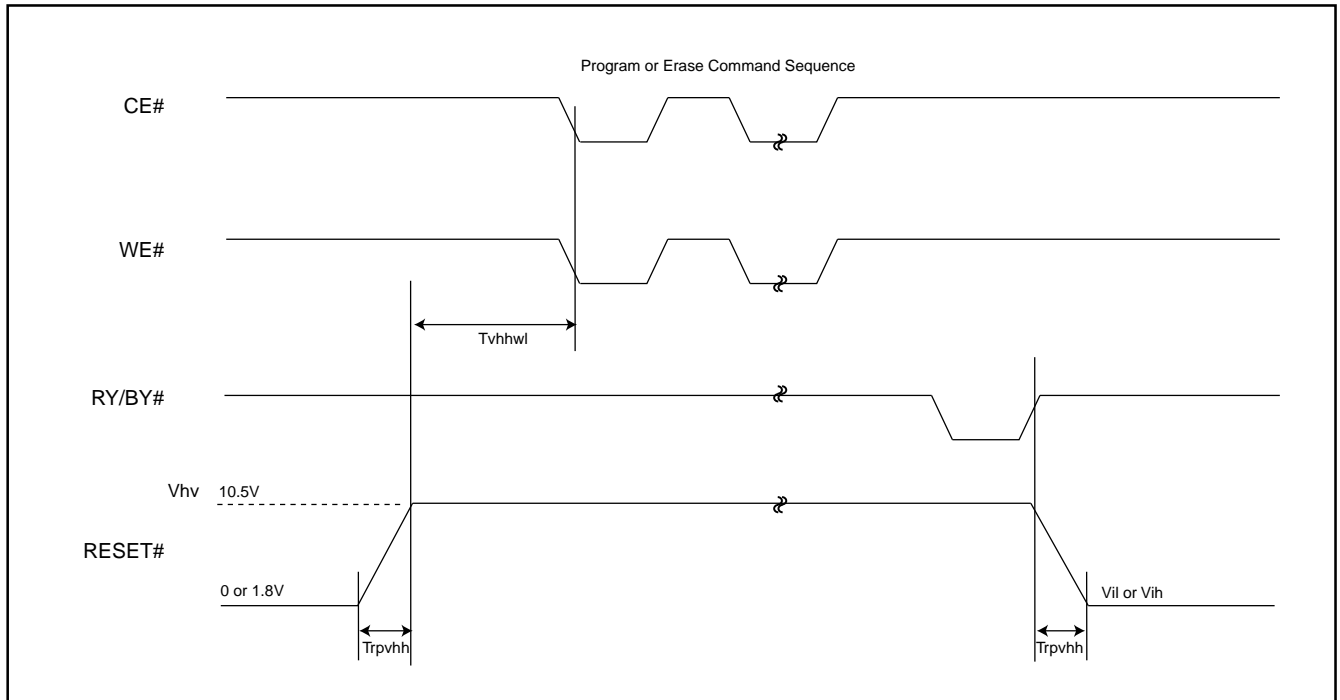 Program or Erase Command Sequence
CE#
WE#
Tvhhwl
RY/BY#
Vhv 10.5V
RESET#
0 or 1.8V
Vil or Vih
Trpvhh
Trpvhh